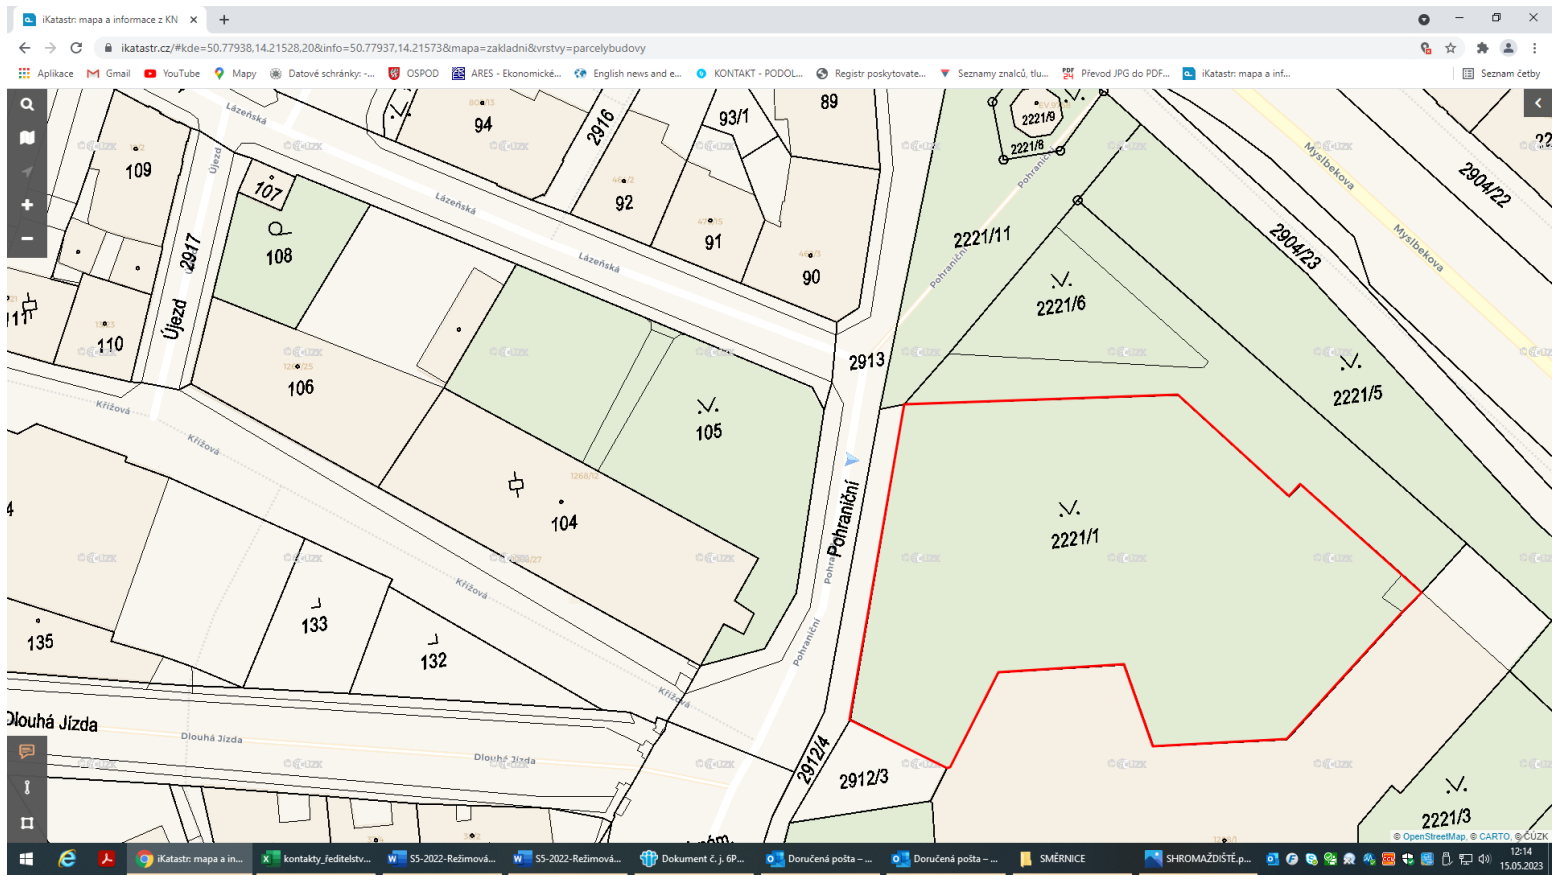 iKatastr: mapa a informace z KN
ikatastr.cz/#kde=50.77938,14.21528,20&info=50.77937,14.21573&mapa=zakladni&vrstvy=parcelybudovy
Aplikace Gmail YouTube Mapy Datové schránky: -... OSPOD ARES - Ekonomické... English news and e... KONTAKT - PODOL... Registr poskytovate... Seznamy znalců, tlu... Převod JPG do PDF... iKatastr: mapa a inf... Seznam četby
Lázeňská
94
2916
93/1
89
2221/9
2221/8
Pohraniční
Myslbekova
2904/22
109
Újezd
107
Lázeňská
92
91
90
2221/11
Pohraniční
2904/23
Myslbekova
108
2917
Lázeňská
2221/6
Újezd
110
106
2913
2221/5
Křížová
Křížová
105
1268/12
104
Pohraniční
2221/1
Křížová
133
132
135
Pohraniční
Křížová
Dlouhá Jízda
Dlouhá Jízda
Dlouhá Jízda
2912/4
2912/3
2221/3
© OpenStreetMap, © CARTO, © ČÚZK
iKatastr: mapa a in... kontakty_ředitelstv... S5-2022-Režimová... S5-2022-Režimová... Dokument č. j. 6P... Doručená pošta – ... Doručená pošta – ... SMĚRNICE SHROMAŽDIŠTĚ.p...
12:14
15.05.2023